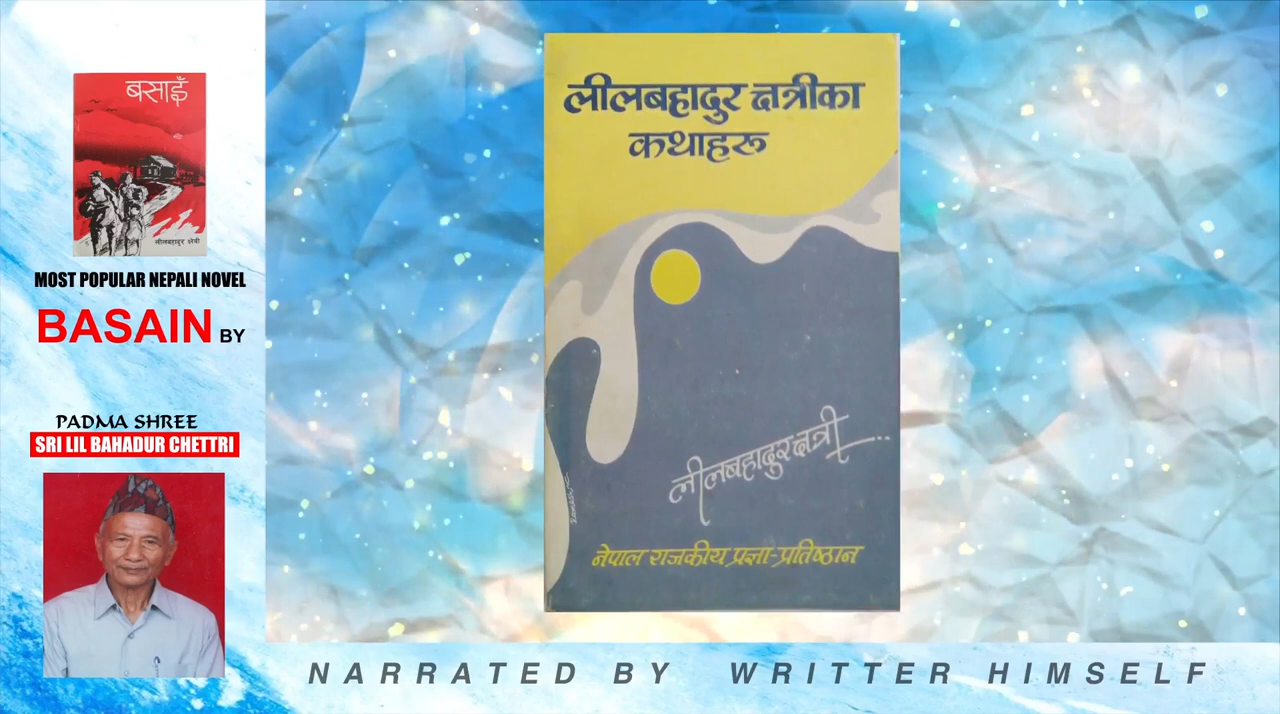 बसाइँ
लीलबहादुर क्षेत्री
MOST POPULAR NEPALI NOVEL
BASAIN BY
PADMA SHREE
SRI LIL BAHADUR CHETTRI
लीलबहादुर क्षत्रीका
कथाहरू
लीलबहादुर क्षत्री
नेपाल राजकीय प्रज्ञा-प्रतिष्ठान
NARRATED BY WRITTER HIMSELF